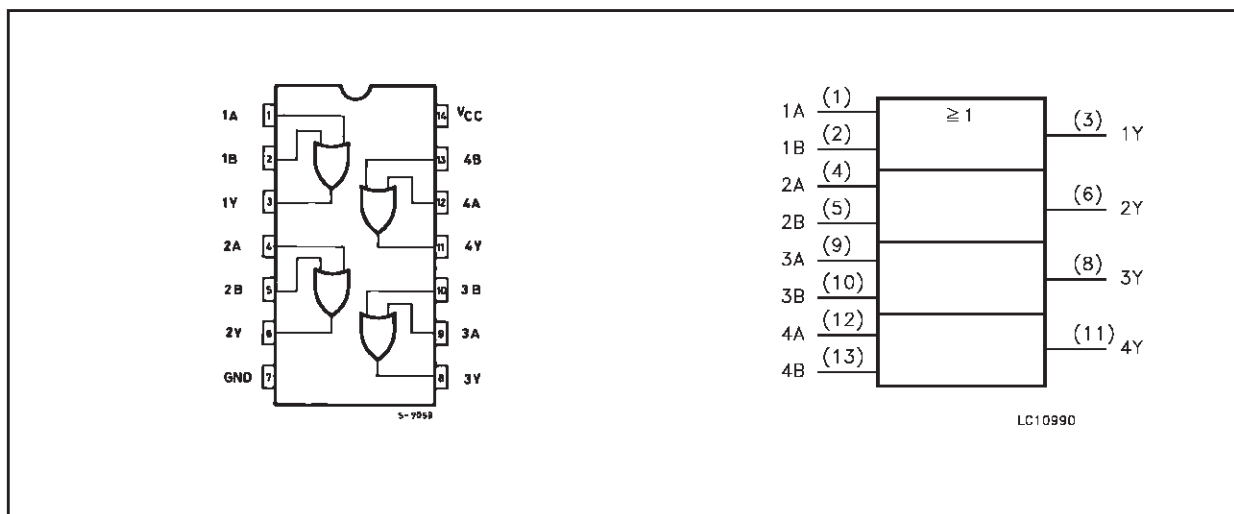 1A 1 14 VCC
1B 2 13 4B
1Y 3 12 4A
2A 4 11 4Y
2B 5 10 3B
2Y 6 9 3A
GND 7 8 3Y
1A (1)
1B (2)
2A (4)
2B (5)
3A (9)
3B (10)
4A (12)
4B (13)
≧ 1
(3) 1Y
(6) 2Y
(8) 3Y
(11) 4Y
LC10990